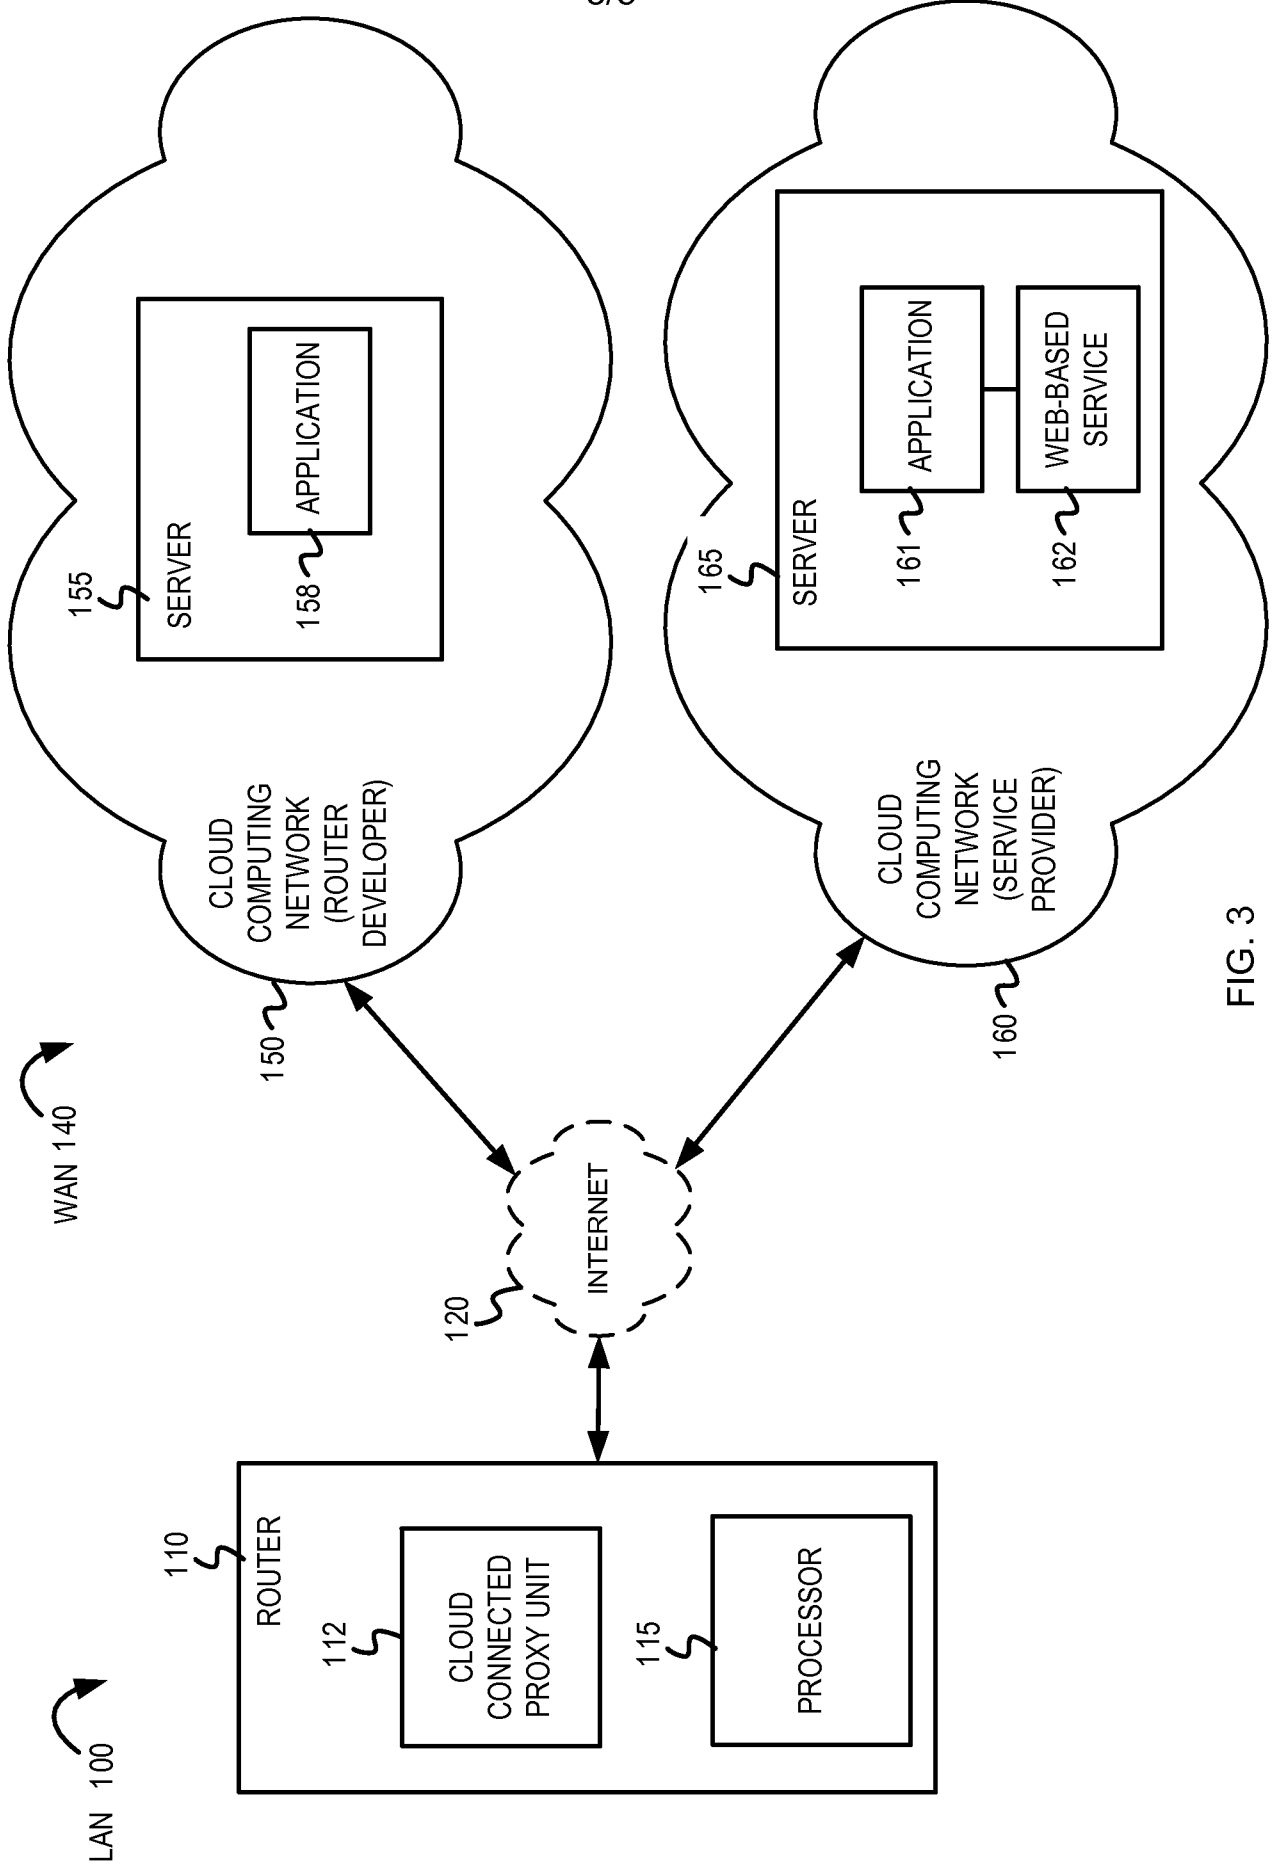 LAN 100
110
ROUTER
112
CLOUD
CONNECTED
PROXY UNIT
115
PROCESSOR
120
INTERNET
WAN 140
150
CLOUD
COMPUTING
NETWORK
(ROUTER
DEVELOPER)
155
SERVER
158
APPLICATION
160
CLOUD
COMPUTING
NETWORK
(SERVICE
PROVIDER)
165
SERVER
161
APPLICATION
162
WEB-BASED
SERVICE
FIG. 3